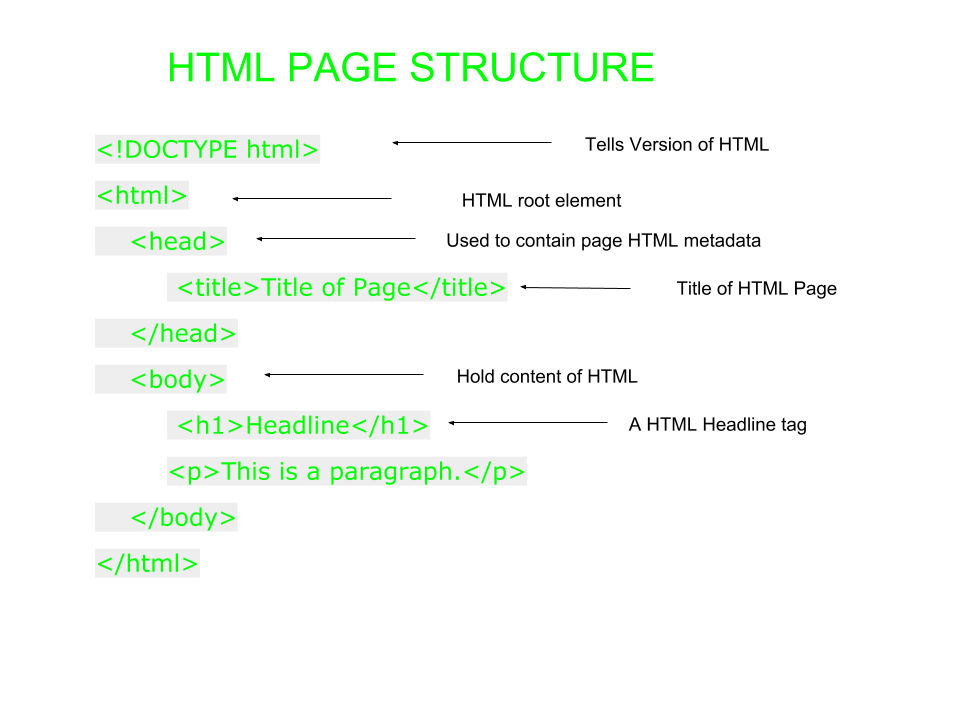 HTML PAGE STRUCTURE
<!DOCTYPE html> Tells Version of HTML
<html> HTML root element
<head> Used to contain page HTML metadata
<title>Title of Page</title> Title of HTML Page
</head>
<body> Hold content of HTML
<h1>Headline</h1> A HTML Headline tag
<p>This is a paragraph.</p>
</body>
</html>